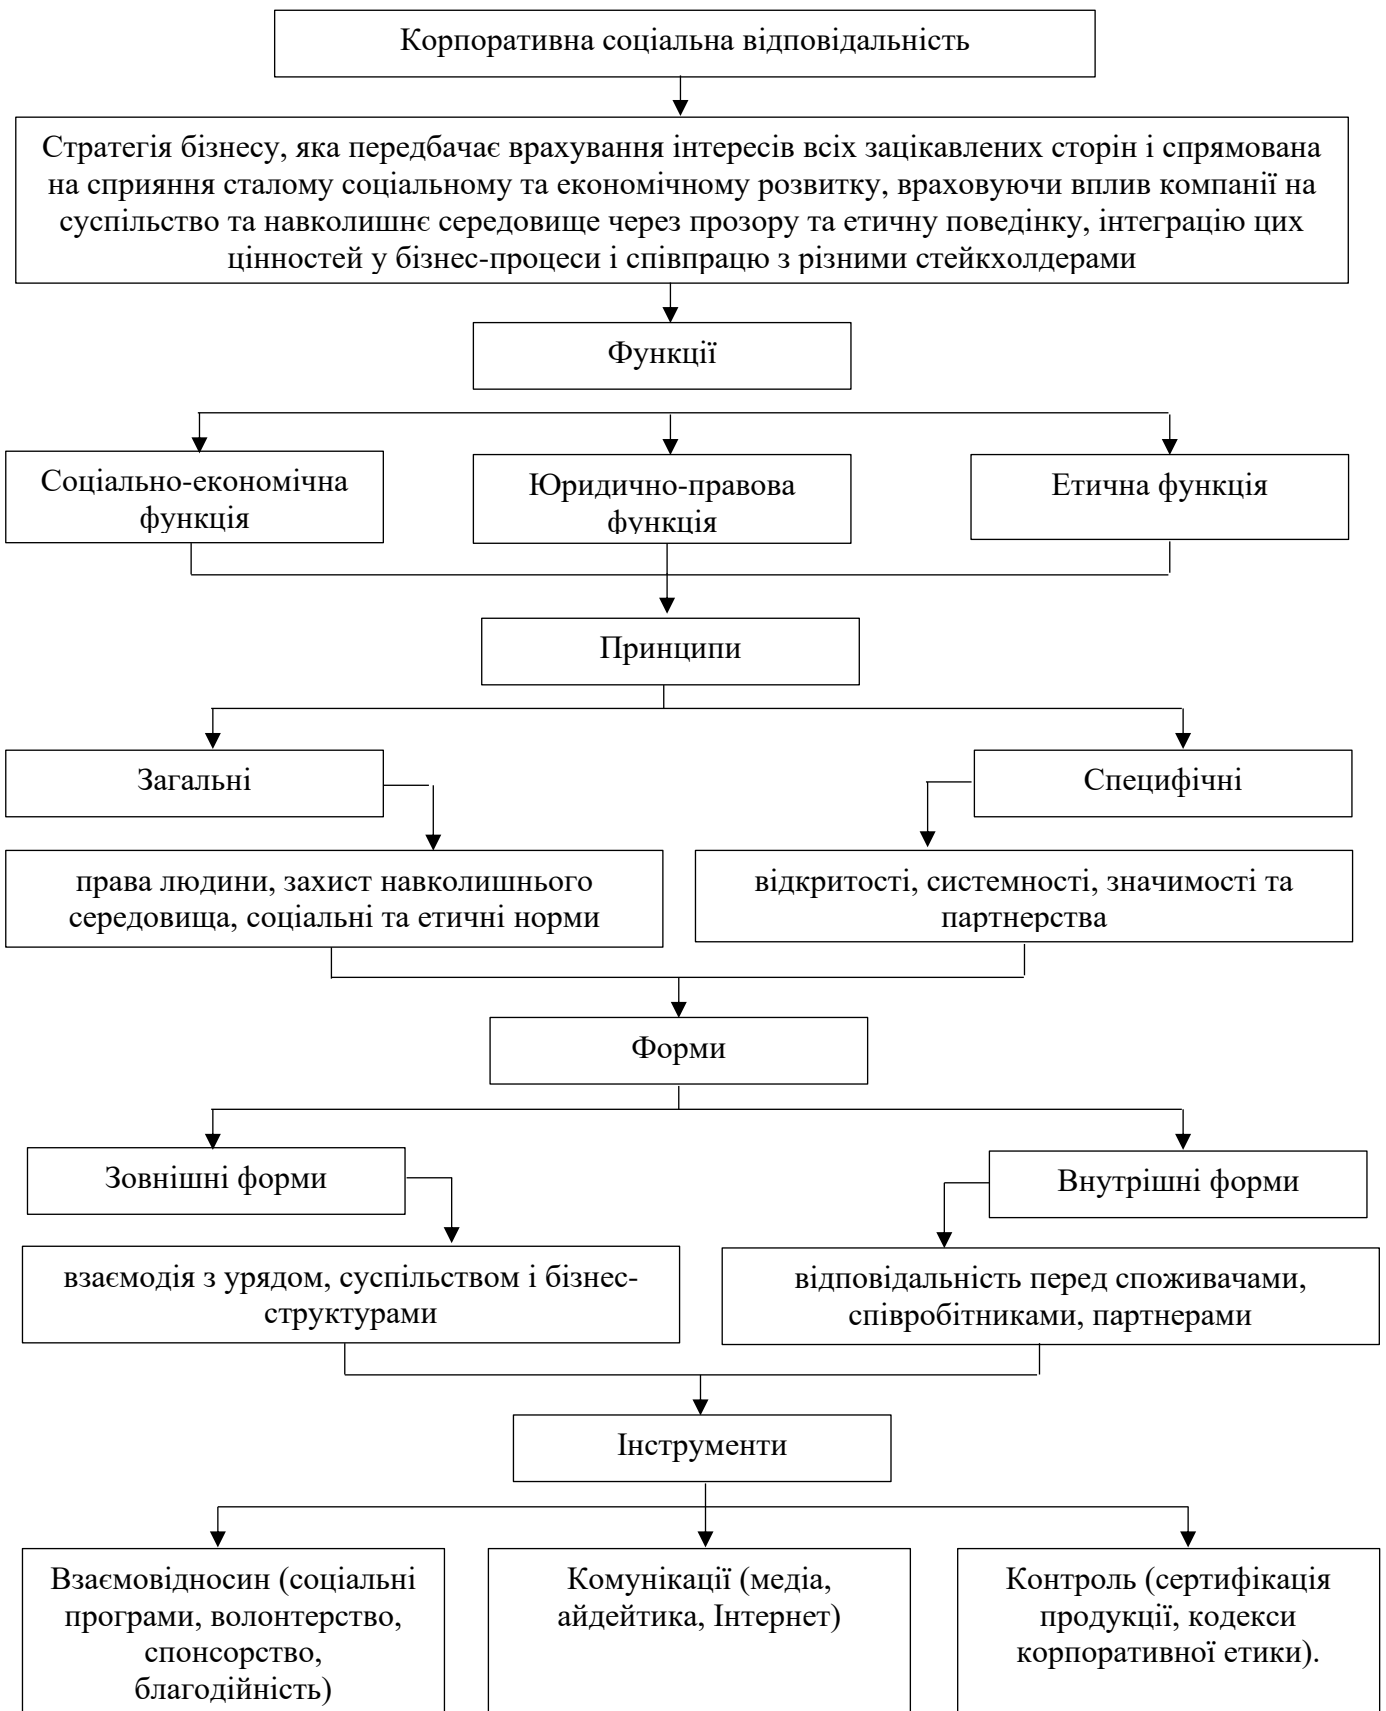 Корпоративна соціальна відповідальність
Стратегія бізнесу, яка передбачає врахування інтересів всіх зацікавлених сторін і спрямована
на сприяння сталому соціальному та економічному розвитку, враховуючи вплив компанії на
суспільство та навколишнє середовище через прозору та етичну поведінку, інтеграцію цих
цінностей у бізнес-процеси і співпрацю з різними стейкхолдерами
Функції
Соціально-економічна
функція
Юридично-правова
функція
Етична функція
Принципи
Загальні
Специфічні
права людини, захист навколишнього
середовища, соціальні та етичні норми
відкритості, системності, значимості та
партнерства
Форми
Зовнішні форми
Внутрішні форми
взаємодія з урядом, суспільством і бізнес-
структурами
відповідальність перед споживачами,
співробітниками, партнерами
Інструменти
Взаємовідносин (соціальні
програми, волонтерство,
спонсорство,
благодійність)
Комунікації (медіа,
айдейтика, Інтернет)
Контроль (сертифікація
продукції, кодекси
корпоративної етики).